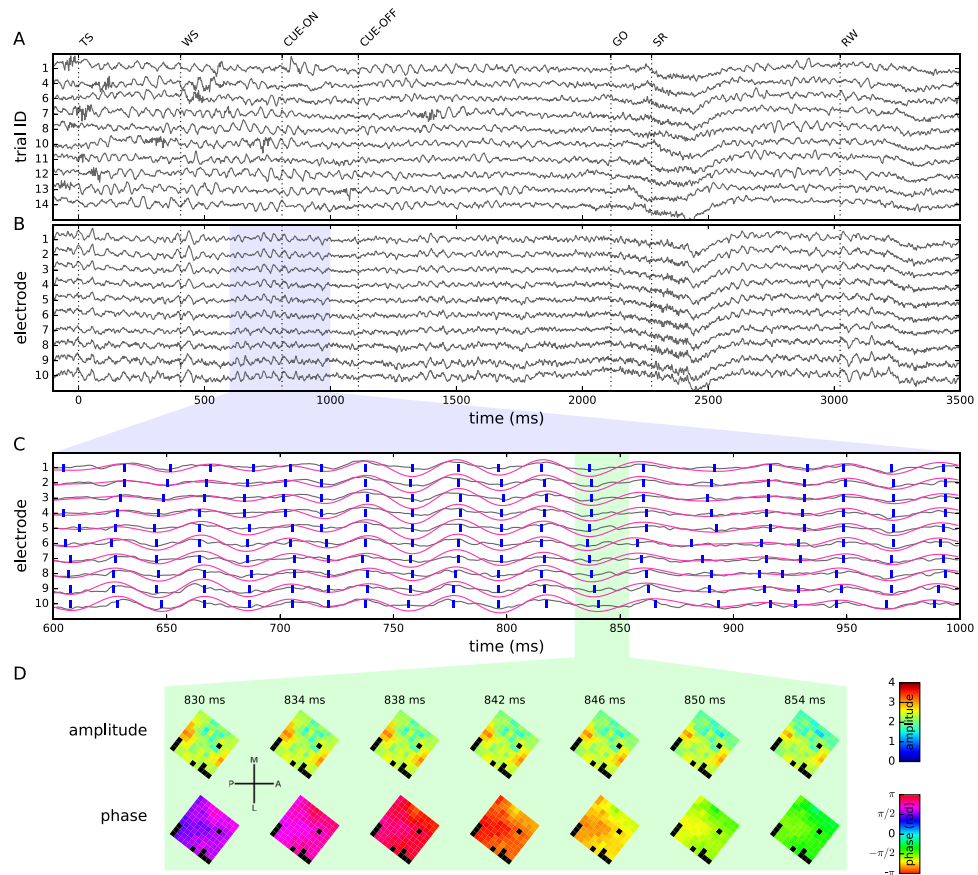 A
TS WS CUE-ON CUE-OFF GO SR RW
trial ID
1
4
6
7
8
10
11
12
13
14
B
electrode
1
2
3
4
5
6
7
8
9
10
0 500 1000 1500 2000 2500 3000 3500
time (ms)
C
electrode
1
2
3
4
5
6
7
8
9
10
600 650 700 750 800 850 900 950 1000
time (ms)
D
830 ms 834 ms 838 ms 842 ms 846 ms 850 ms 854 ms
amplitude
4
3
2
1
0
amplitude
M
P A
L
phase
π
π/2
0
−π/2
-π
phase (rad)